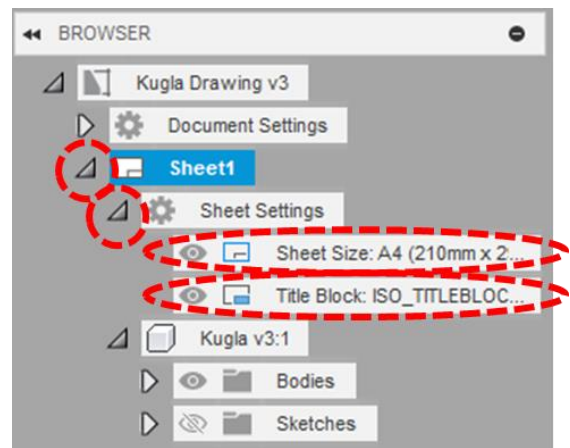 BROWSER
Kugla Drawing v3
Document Settings
Sheet1
Sheet Settings
Sheet Size: A4 (210mm x 2...
Title Block: ISO_TITLEBLOC...
Kugla v3:1
Bodies
Sketches